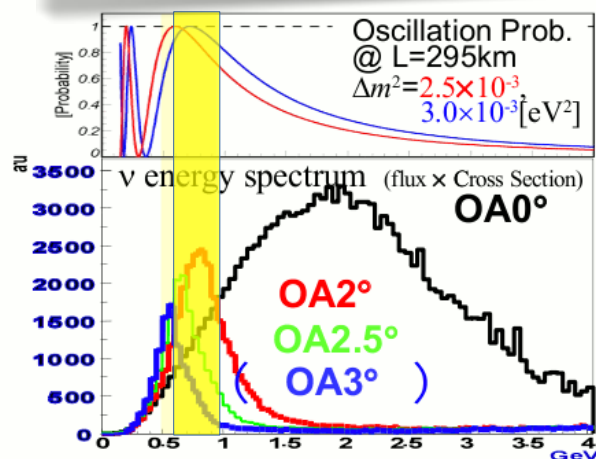 Oscillation Prob.
@ L=295km
Δm²=2.5×10⁻³,
3.0×10⁻³[eV²]
[Probability]
1
0.8
0.6
0.4
0.2
0
a.u
ν energy spectrum (flux × Cross Section)
OA0°
OA2°
OA2.5°
( OA3° )
3500
3000
2500
2000
1500
1000
500
0
0 0.5 1 1.5 2 2.5 3 3.5 4
GeV